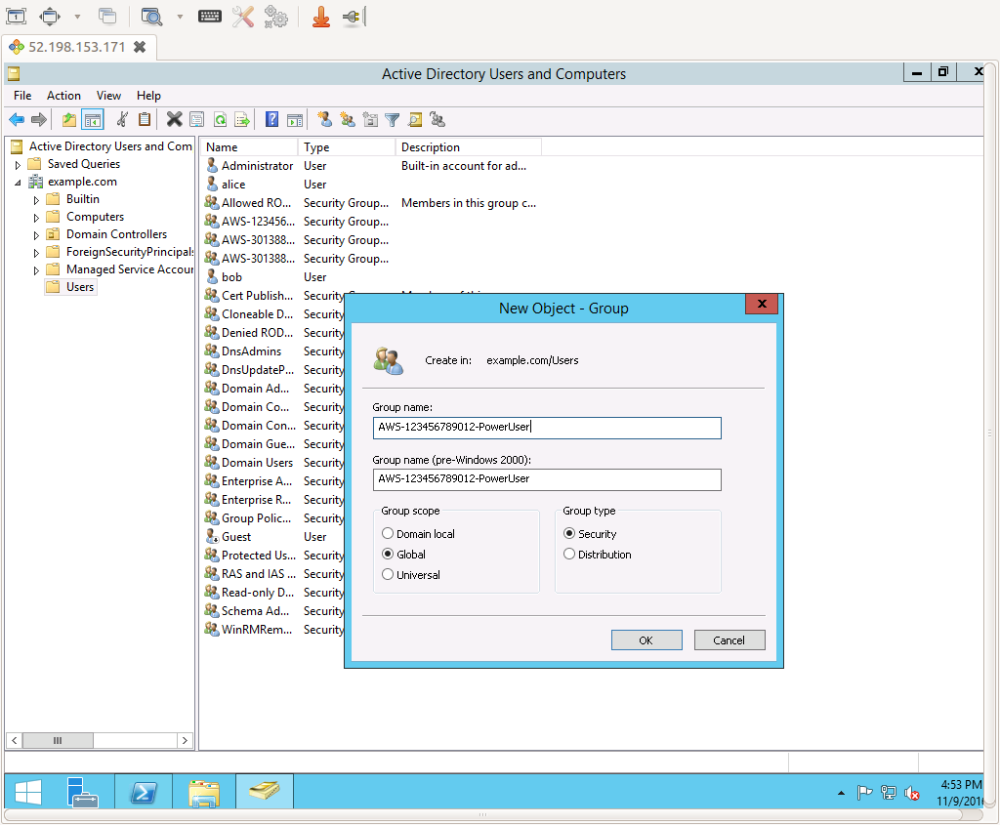 52.198.153.171
Active Directory Users and Computers
File Action View Help
Active Directory Users and Com
Saved Queries
example.com
Builtin
Computers
Domain Controllers
ForeignSecurityPrincipals
Managed Service Accour
Users
Name Type Description
Administrator User Built-in account for ad...
alice User
Allowed RO... Security Group... Members in this group c...
AWS-123456... Security Group...
AWS-301388... Security Group...
AWS-301388... Security Group...
bob User
Cert Publish... Security
Cloneable D... Security
Denied ROD... Security
DnsAdmins Security
DnsUpdateP... Security
Domain Ad... Security
Domain Co... Security
Domain Con... Security
Domain Gue... Security
Domain Users Security
Enterprise A... Security
Enterprise R... Security
Group Polic... Security
Guest User
Protected Us... Security
RAS and IAS ... Security
Read-only D... Security
Schema Ad... Security
WinRMRem... Security
New Object - Group
Create in: example.com/Users
Group name:
AWS-123456789012-PowerUser
Group name (pre-Windows 2000):
AWS-123456789012-PowerUser
Group scope
Domain local
Global
Universal
Group type
Security
Distribution
OK Cancel
4:53 PM
11/9/2016